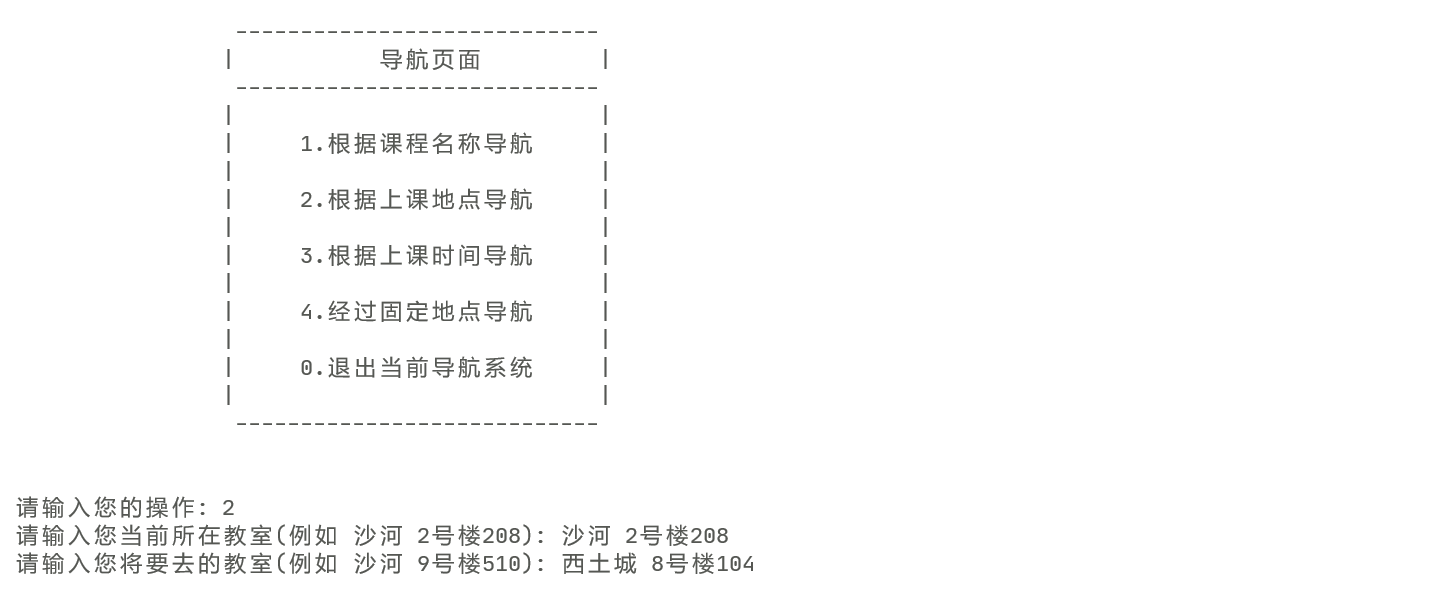 ----------------------------
|           导航页面         |
----------------------------
|                            |
|     1.根据课程名称导航     |
|                            |
|     2.根据上课地点导航     |
|                            |
|     3.根据上课时间导航     |
|                            |
|     4.经过固定地点导航     |
|                            |
|     0.退出当前导航系统     |
|                            |
----------------------------
请输入您的操作: 2
请输入您当前所在教室(例如 沙河 2号楼208): 沙河 2号楼208
请输入您将要去的教室(例如 沙河 9号楼510): 西土城 8号楼104